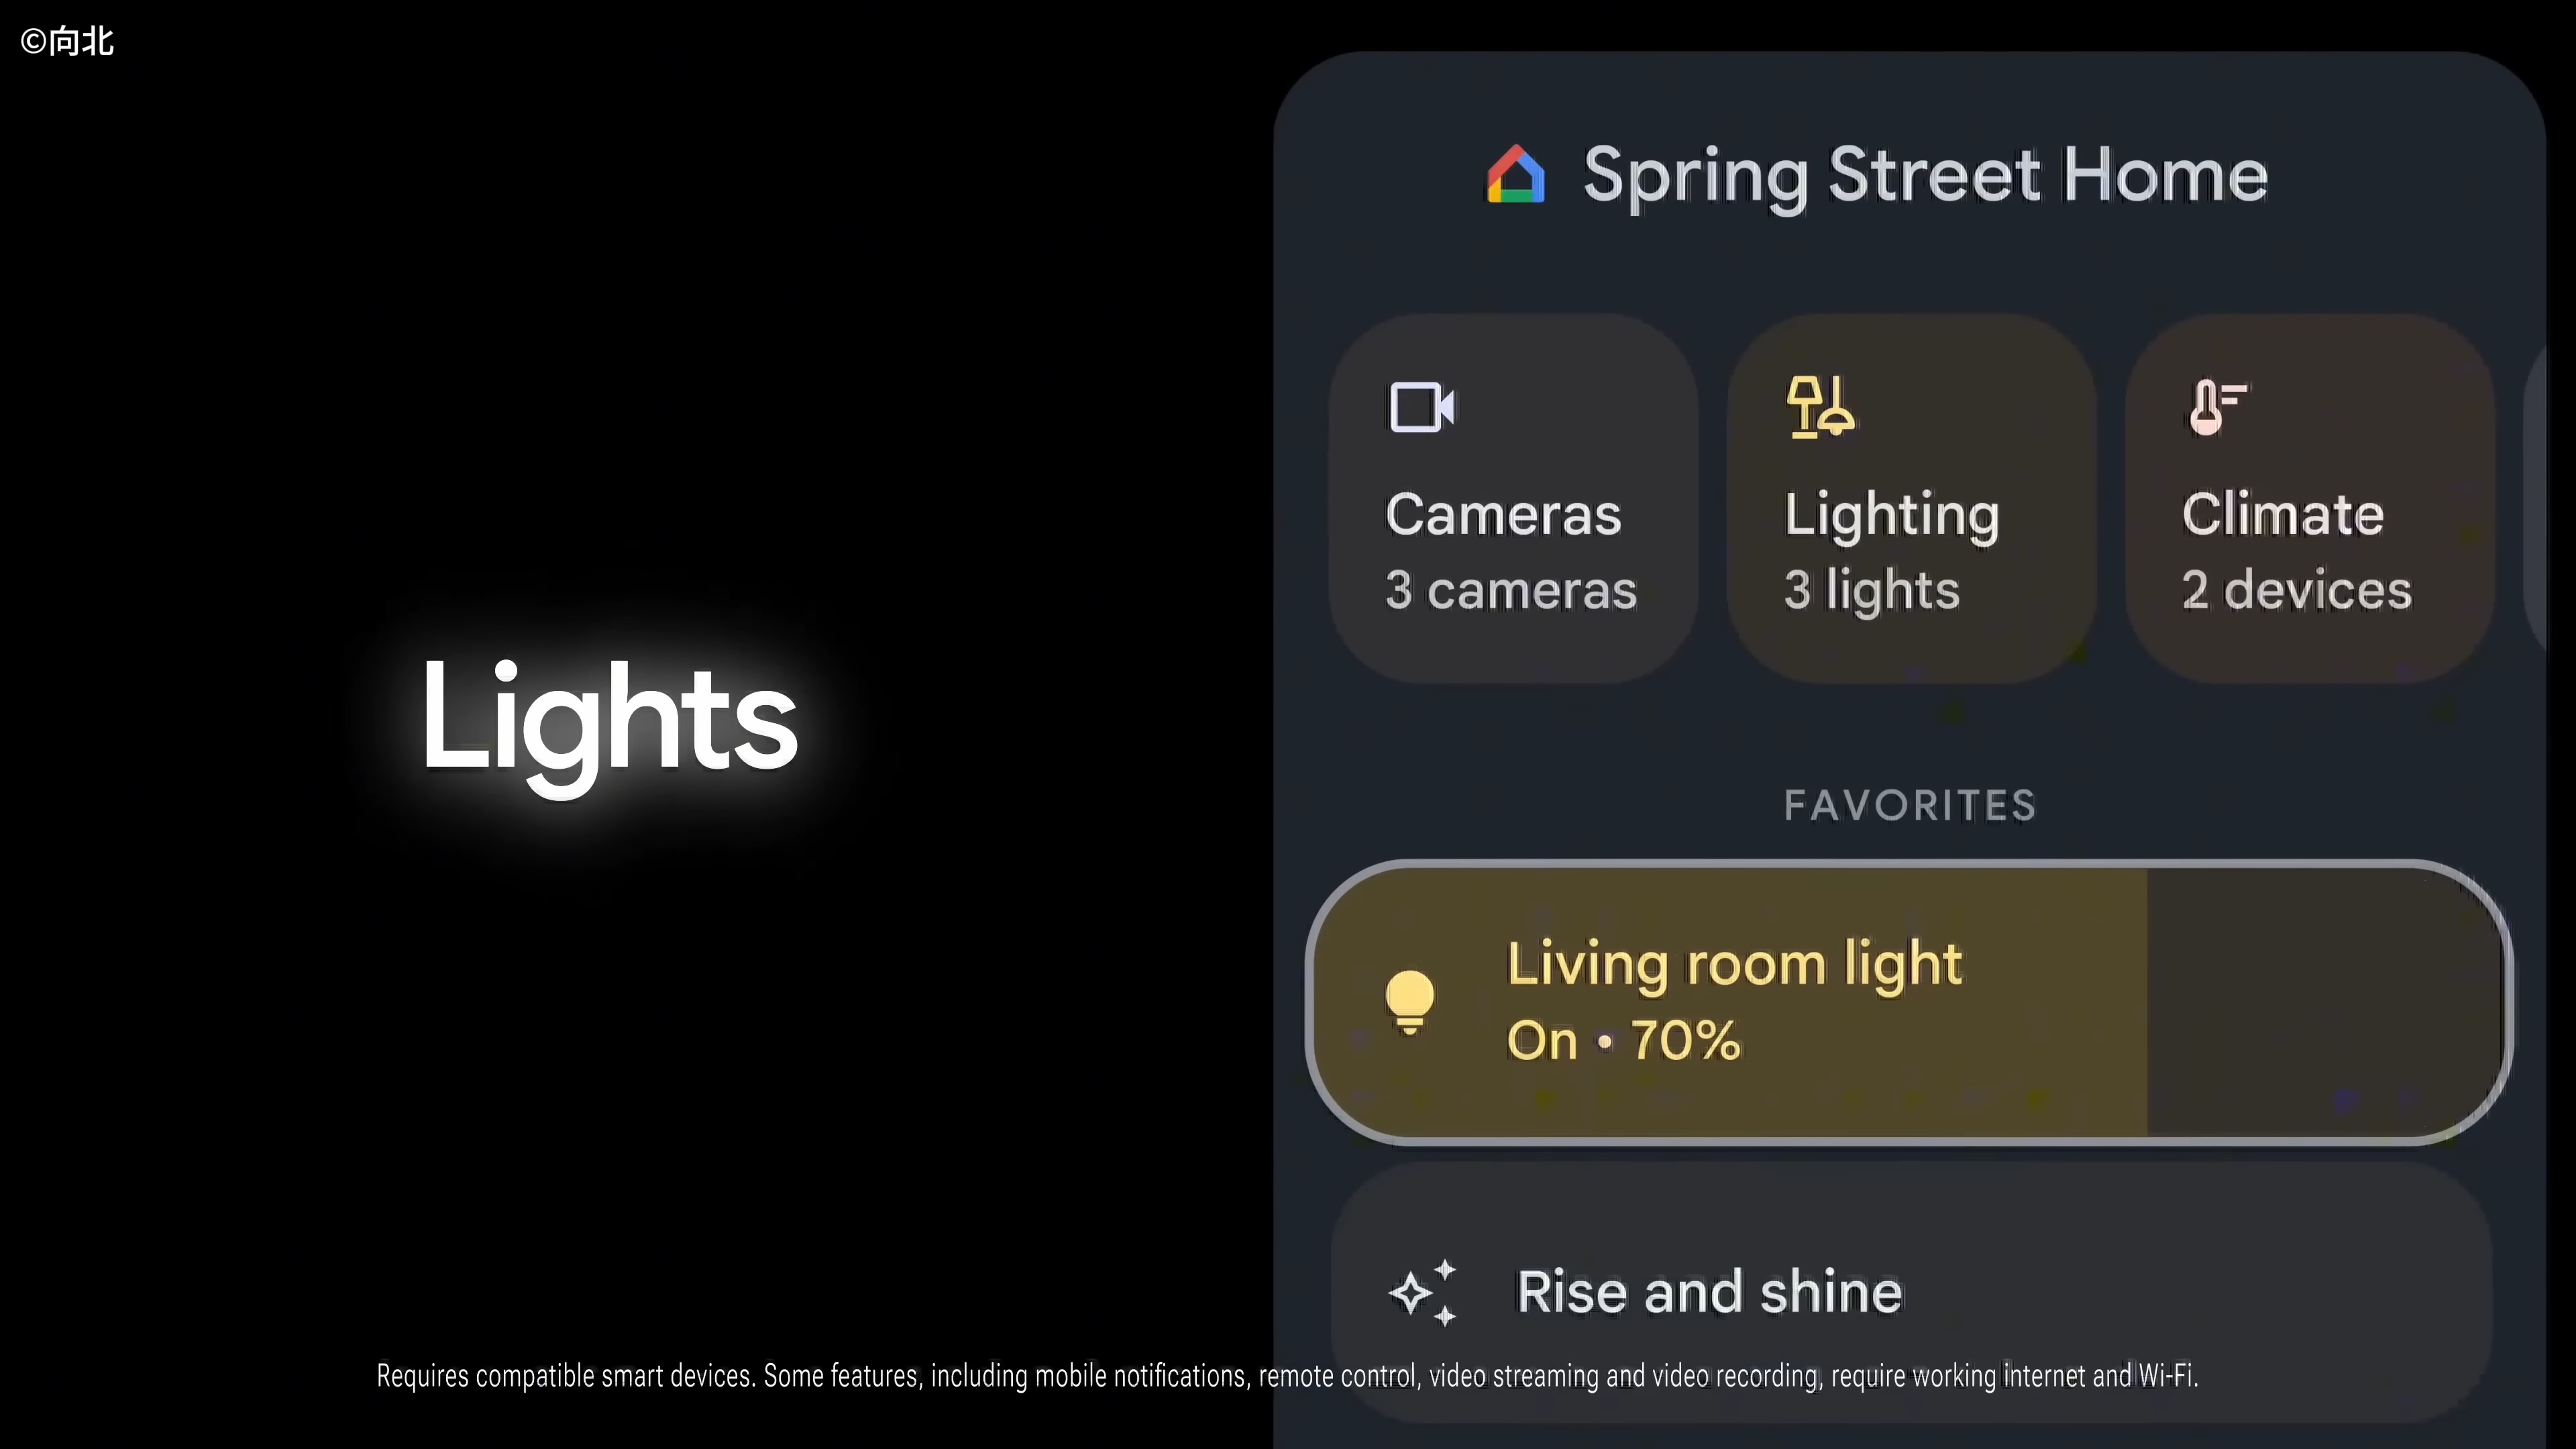 ©向北
Lights
Spring Street Home
Cameras
3 cameras
Lighting
3 lights
Climate
2 devices
FAVORITES
Living room light
On • 70%
Rise and shine
Requires compatible smart devices. Some features, including mobile notifications, remote control, video streaming and video recording, require working internet and Wi-Fi.